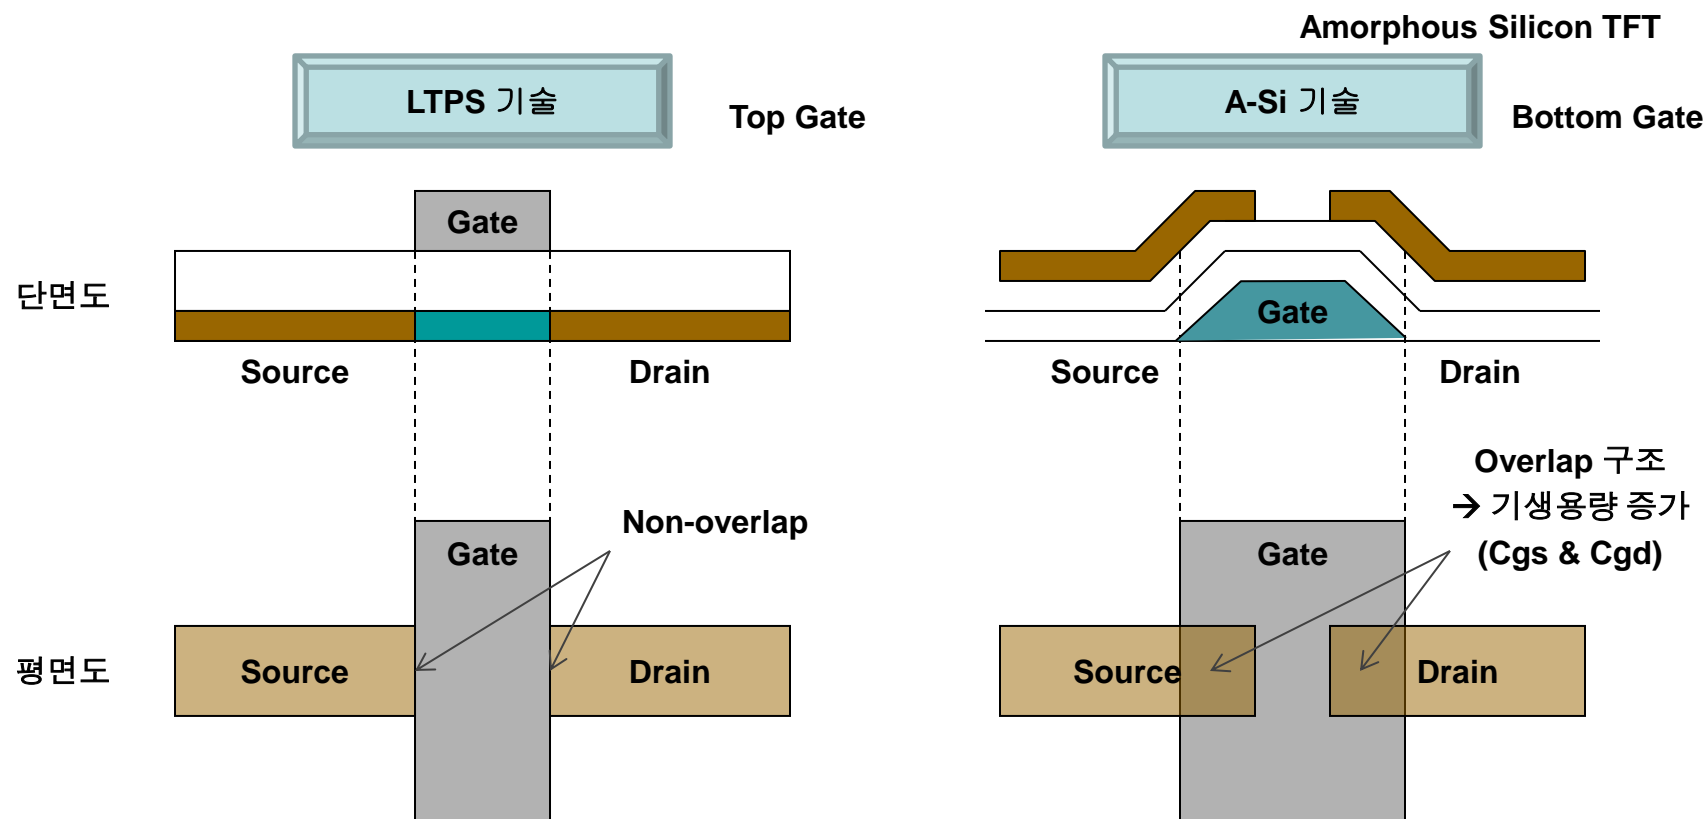 Amorphous Silicon TFT
LTPS 기술
Top Gate
A-Si 기술
Bottom Gate
Gate
단면도
Gate
Source
Drain
Source
Drain
Overlap 구조
→ 기생용량 증가
(Cgs & Cgd)
Non-overlap
Gate
Gate
평면도
Source
Drain
Source
Drain